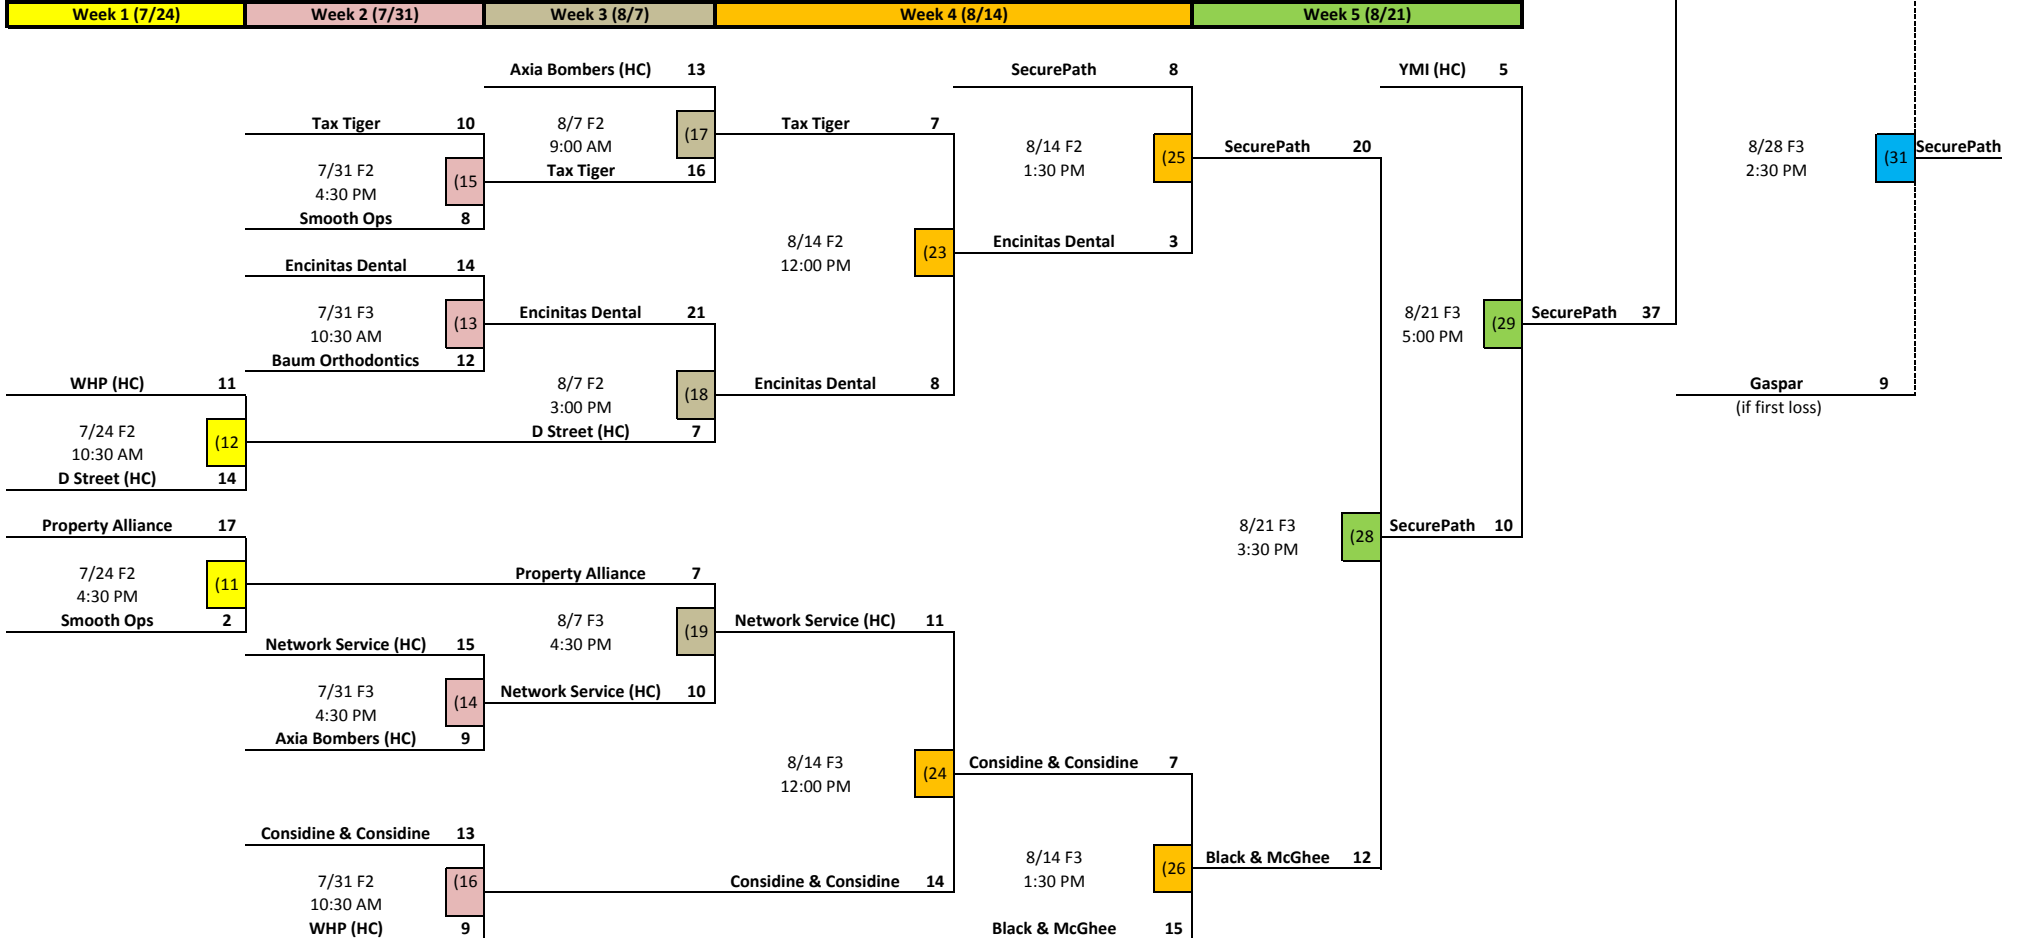 Week 1 (7/24) Week 2 (7/31) Week 3 (8/7) Week 4 (8/14) Week 5 (8/21)
Axia Bombers (HC) 13 SecurePath 8 YMI (HC) 5
Tax Tiger 10 8/7 F2 (17 Tax Tiger 7
9:00 AM
8/14 F2 (25 SecurePath 20 8/28 F3 (31 SecurePath
1:30 PM 2:30 PM
7/31 F2 (15 Tax Tiger 16
4:30 PM
Smooth Ops 8
8/14 F2 (23 Encinitas Dental 3
12:00 PM
Encinitas Dental 14
7/31 F3 (13 Encinitas Dental 21 8/21 F3 (29 SecurePath 37
10:30 AM 5:00 PM
Baum Orthodontics 12
WHP (HC) 11 8/7 F2 (18 Encinitas Dental 8 Gaspar 9
3:00 PM (if first loss)
7/24 F2 (12 D Street (HC) 7
10:30 AM
D Street (HC) 14
Property Alliance 17 8/21 F3 (28 SecurePath 10
3:30 PM
7/24 F2 (11 Property Alliance 7
4:30 PM
Smooth Ops 2 8/7 F3 (19 Network Service (HC) 11
4:30 PM
Network Service (HC) 15
7/31 F3 (14 Network Service (HC) 10
4:30 PM
Axia Bombers (HC) 9
8/14 F3 (24 Considine & Considine 7
12:00 PM
Considine & Considine 13
8/14 F3 (26 Black & McGhee 12
1:30 PM
7/31 F2 (16 Considine & Considine 14
10:30 AM
WHP (HC) 9 Black & McGhee 15